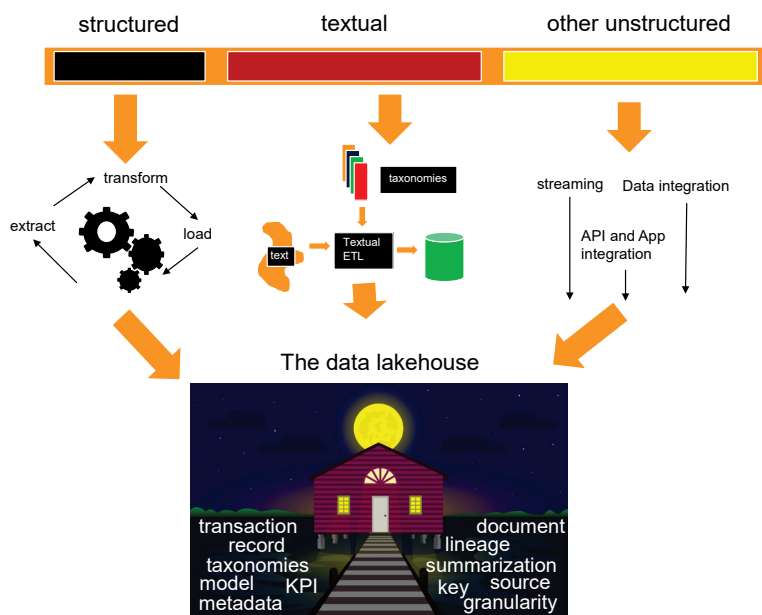 structured
textual
other unstructured
transform
extract
load
taxonomies
text
Textual
ETL
streaming
Data integration
API and App
integration
The data lakehouse
transaction
record
taxonomies
model
KPI
metadata
document
lineage
summarization
key
source
granularity